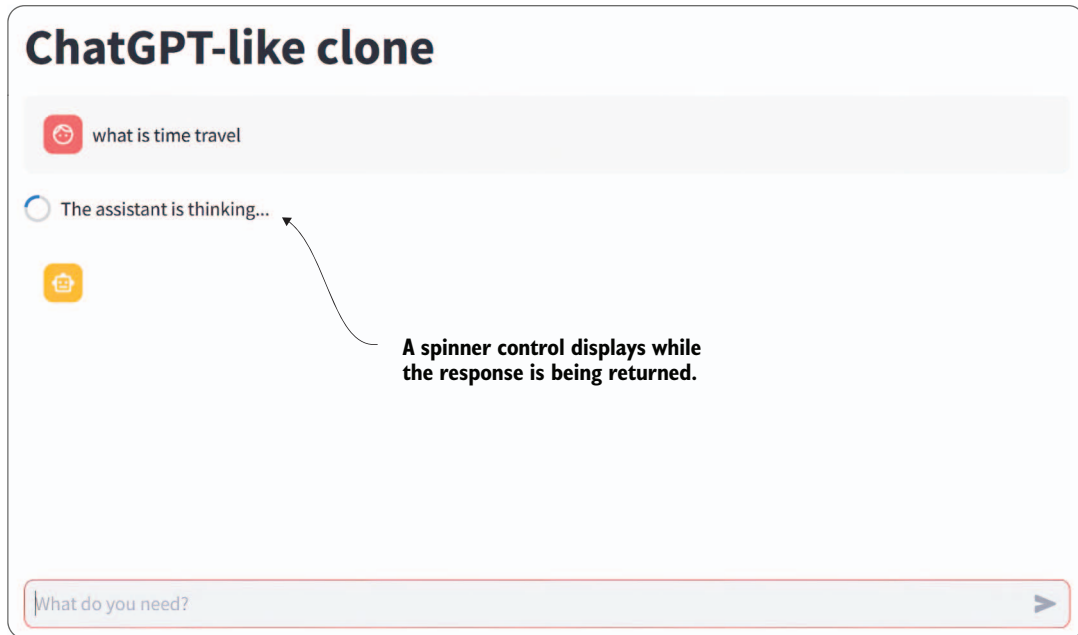 ChatGPT-like clone
what is time travel
The assistant is thinking...
A spinner control displays while
the response is being returned.
What do you need?